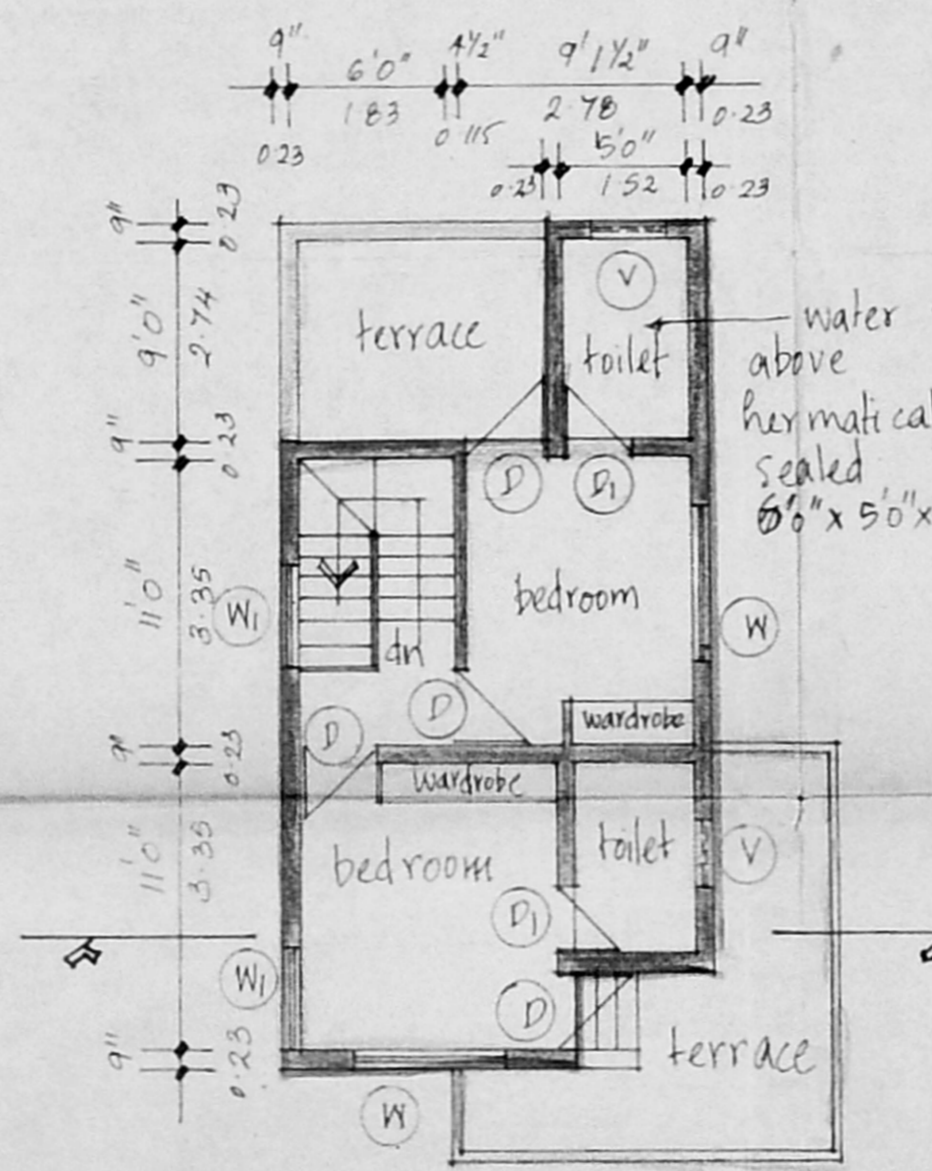 9" 6'0" 4½" 9'1½" 9"
0.23 1.83 0.115 2.78 0.23
5'0"
0.23 1.52 0.23
9" 0.23
9'0" 2.74
9" 0.23
11'0" 3.35
9" 0.23
11'0" 3.35
9" 0.23
terrace
V
toilet
water
above
hermatical
sealed
6'0" x 5'0" x
D
D1
bedroom
W1
W
dn
D
D
wardrobe
wardrobe
bedroom
toilet
V
D1
W1
D
terrace
W